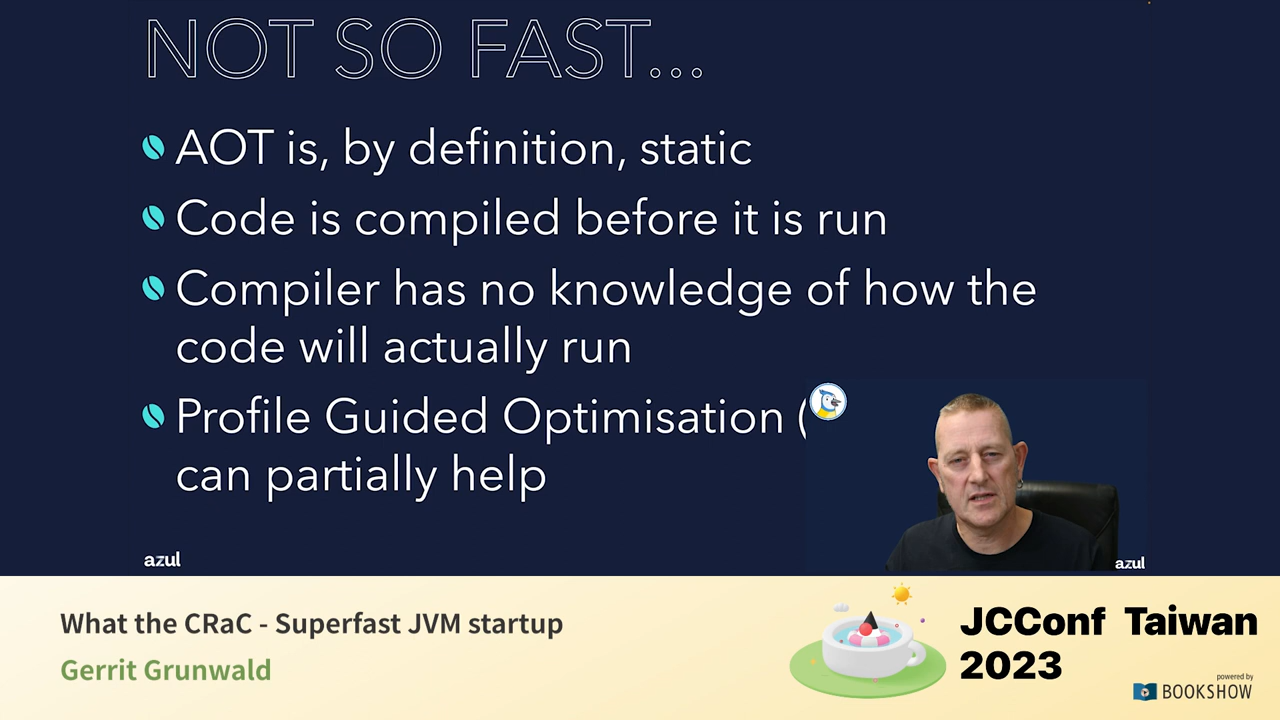 NOT SO FAST...
AOT is, by definition, static
Code is compiled before it is run
Compiler has no knowledge of how the
code will actually run
Profile Guided Optimisation (
can partially help
azul
azul
What the CRaC - Superfast JVM startup
Gerrit Grunwald
JCConf Taiwan
2023
powered by
BOOKSHOW